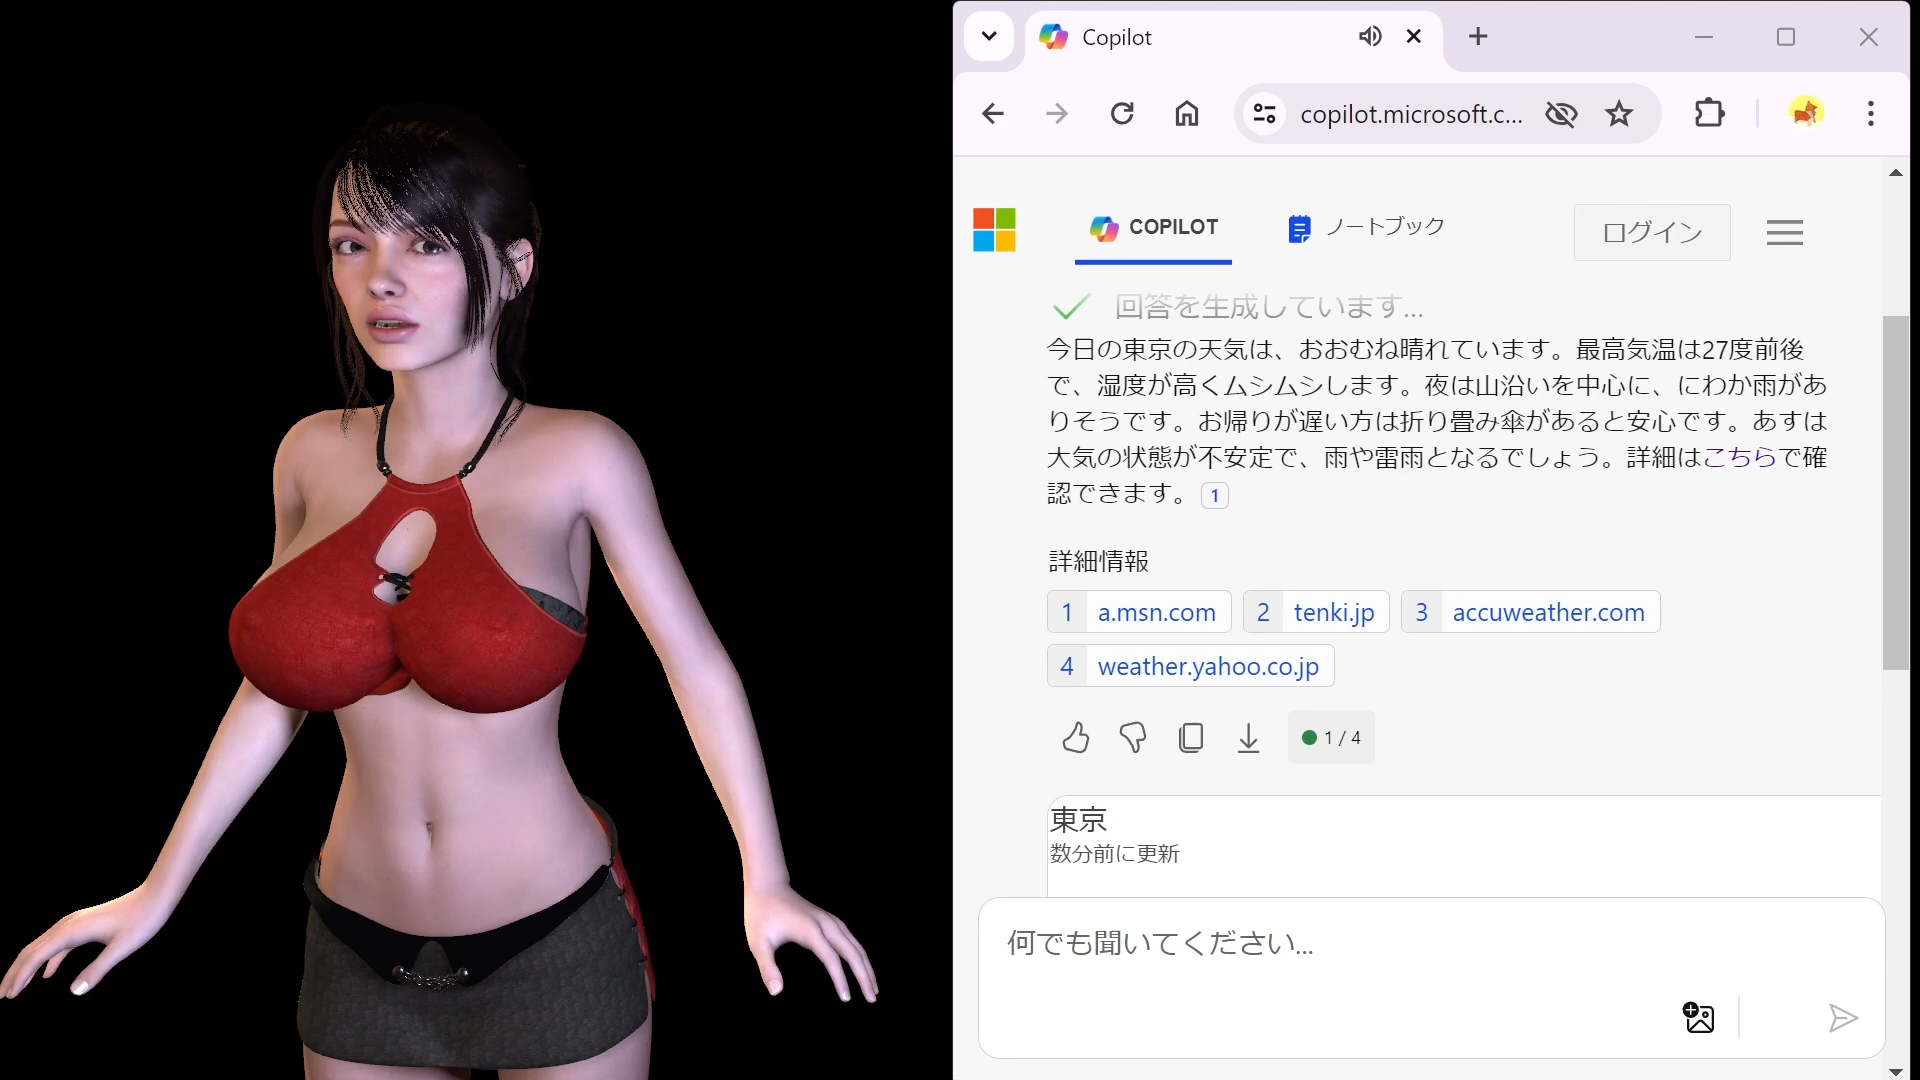 Copilot
copilot.microsoft.c...
COPILOT
ノートブック
ログイン
回答を生成しています...
今日の東京の天気は、おおむね晴れています。最高気温は27度前後
で、湿度が高くムシムシします。夜は山沿いを中心に、にわか雨があ
りそうです。お帰りが遅い方は折り畳み傘があると安心です。あすは
大気の状態が不安定で、雨や雷雨となるでしょう。詳細はこちらで確
認できます。 1
詳細情報
1 a.msn.com 2 tenki.jp 3 accuweather.com
4 weather.yahoo.co.jp
1 / 4
東京
数分前に更新
何でも聞いてください...